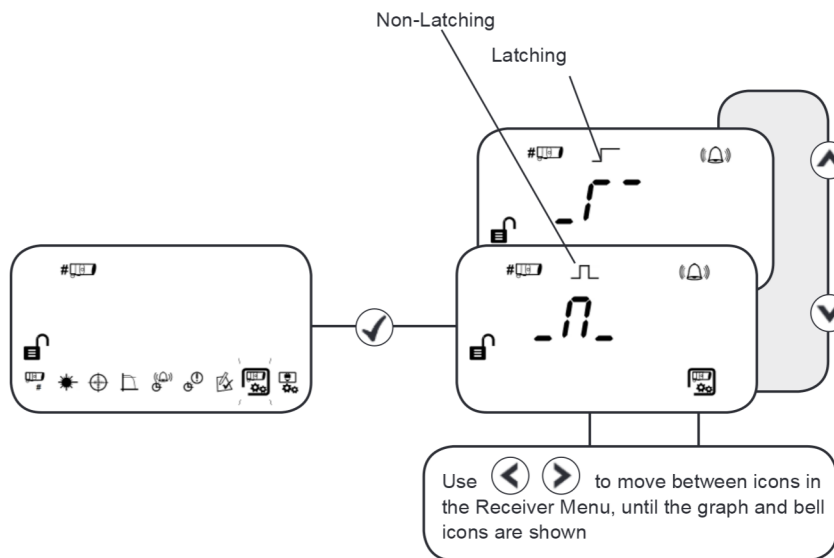 Non-Latching
Latching
#
#
#
#
Use to move between icons in
the Receiver Menu, until the graph and bell
icons are shown